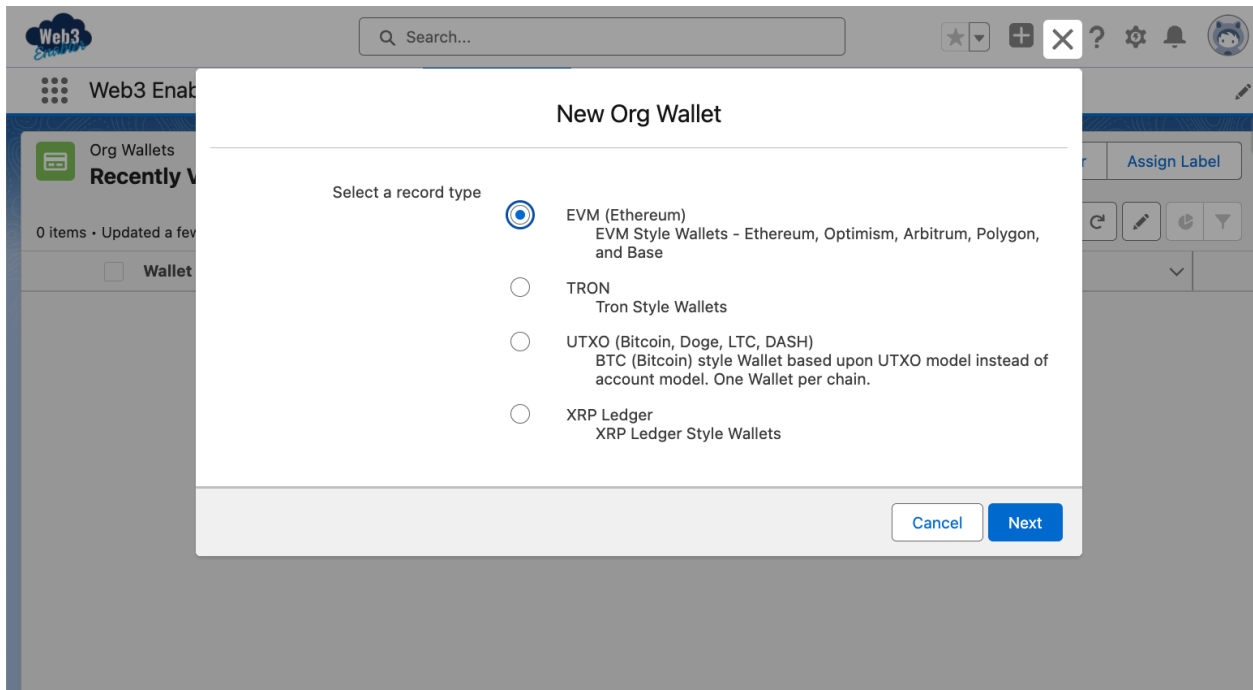 Web3
Enabler
Search...
Web3 Enab
New Org Wallet
Org Wallets
Recently V
r
Assign Label
Select a record type
EVM (Ethereum)
EVM Style Wallets - Ethereum, Optimism, Arbitrum, Polygon,
and Base
0 items • Updated a few
Wallet
TRON
Tron Style Wallets
UTXO (Bitcoin, Doge, LTC, DASH)
BTC (Bitcoin) style Wallet based upon UTXO model instead of
account model. One Wallet per chain.
XRP Ledger
XRP Ledger Style Wallets
Cancel
Next